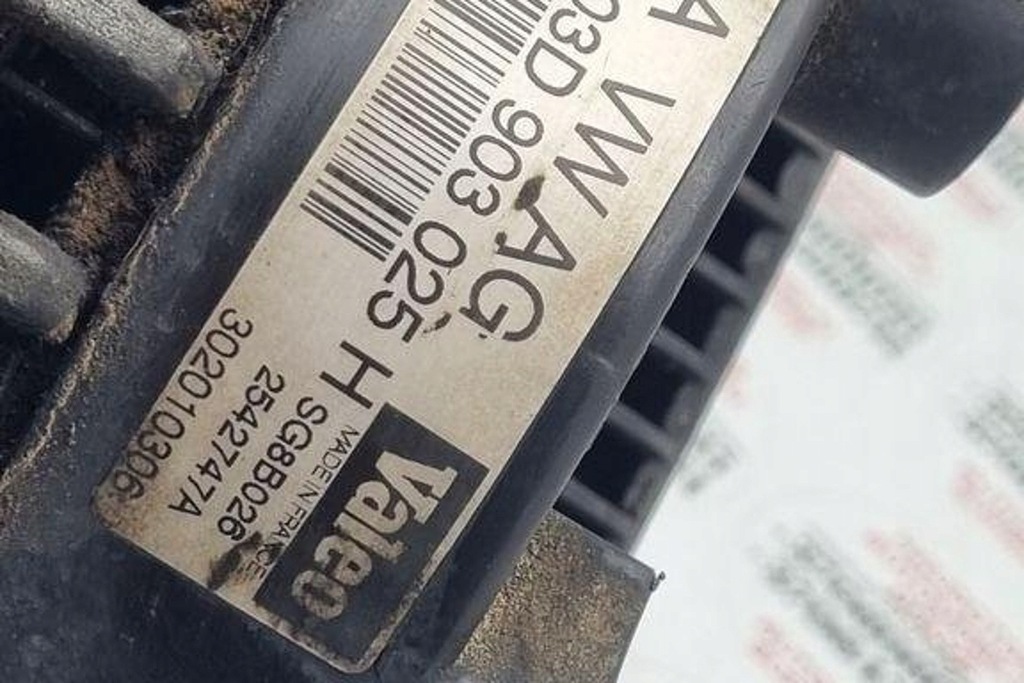 A VW AG
03D 903 025 H
Valeo
MADE IN FRANCE
SG8B026
2542747A
302010306